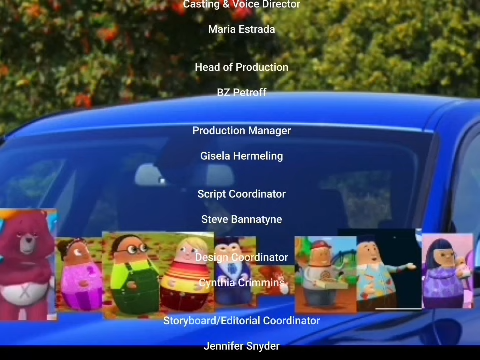 Casting & Voice Director
Maria Estrada
Head of Production
BZ Petroff
Production Manager
Gisela Hermeling
Script Coordinator
Steve Bannatyne
Design Coordinator
Cynthia Crimmins
Storyboard/Editorial Coordinator
Jennifer Snyder